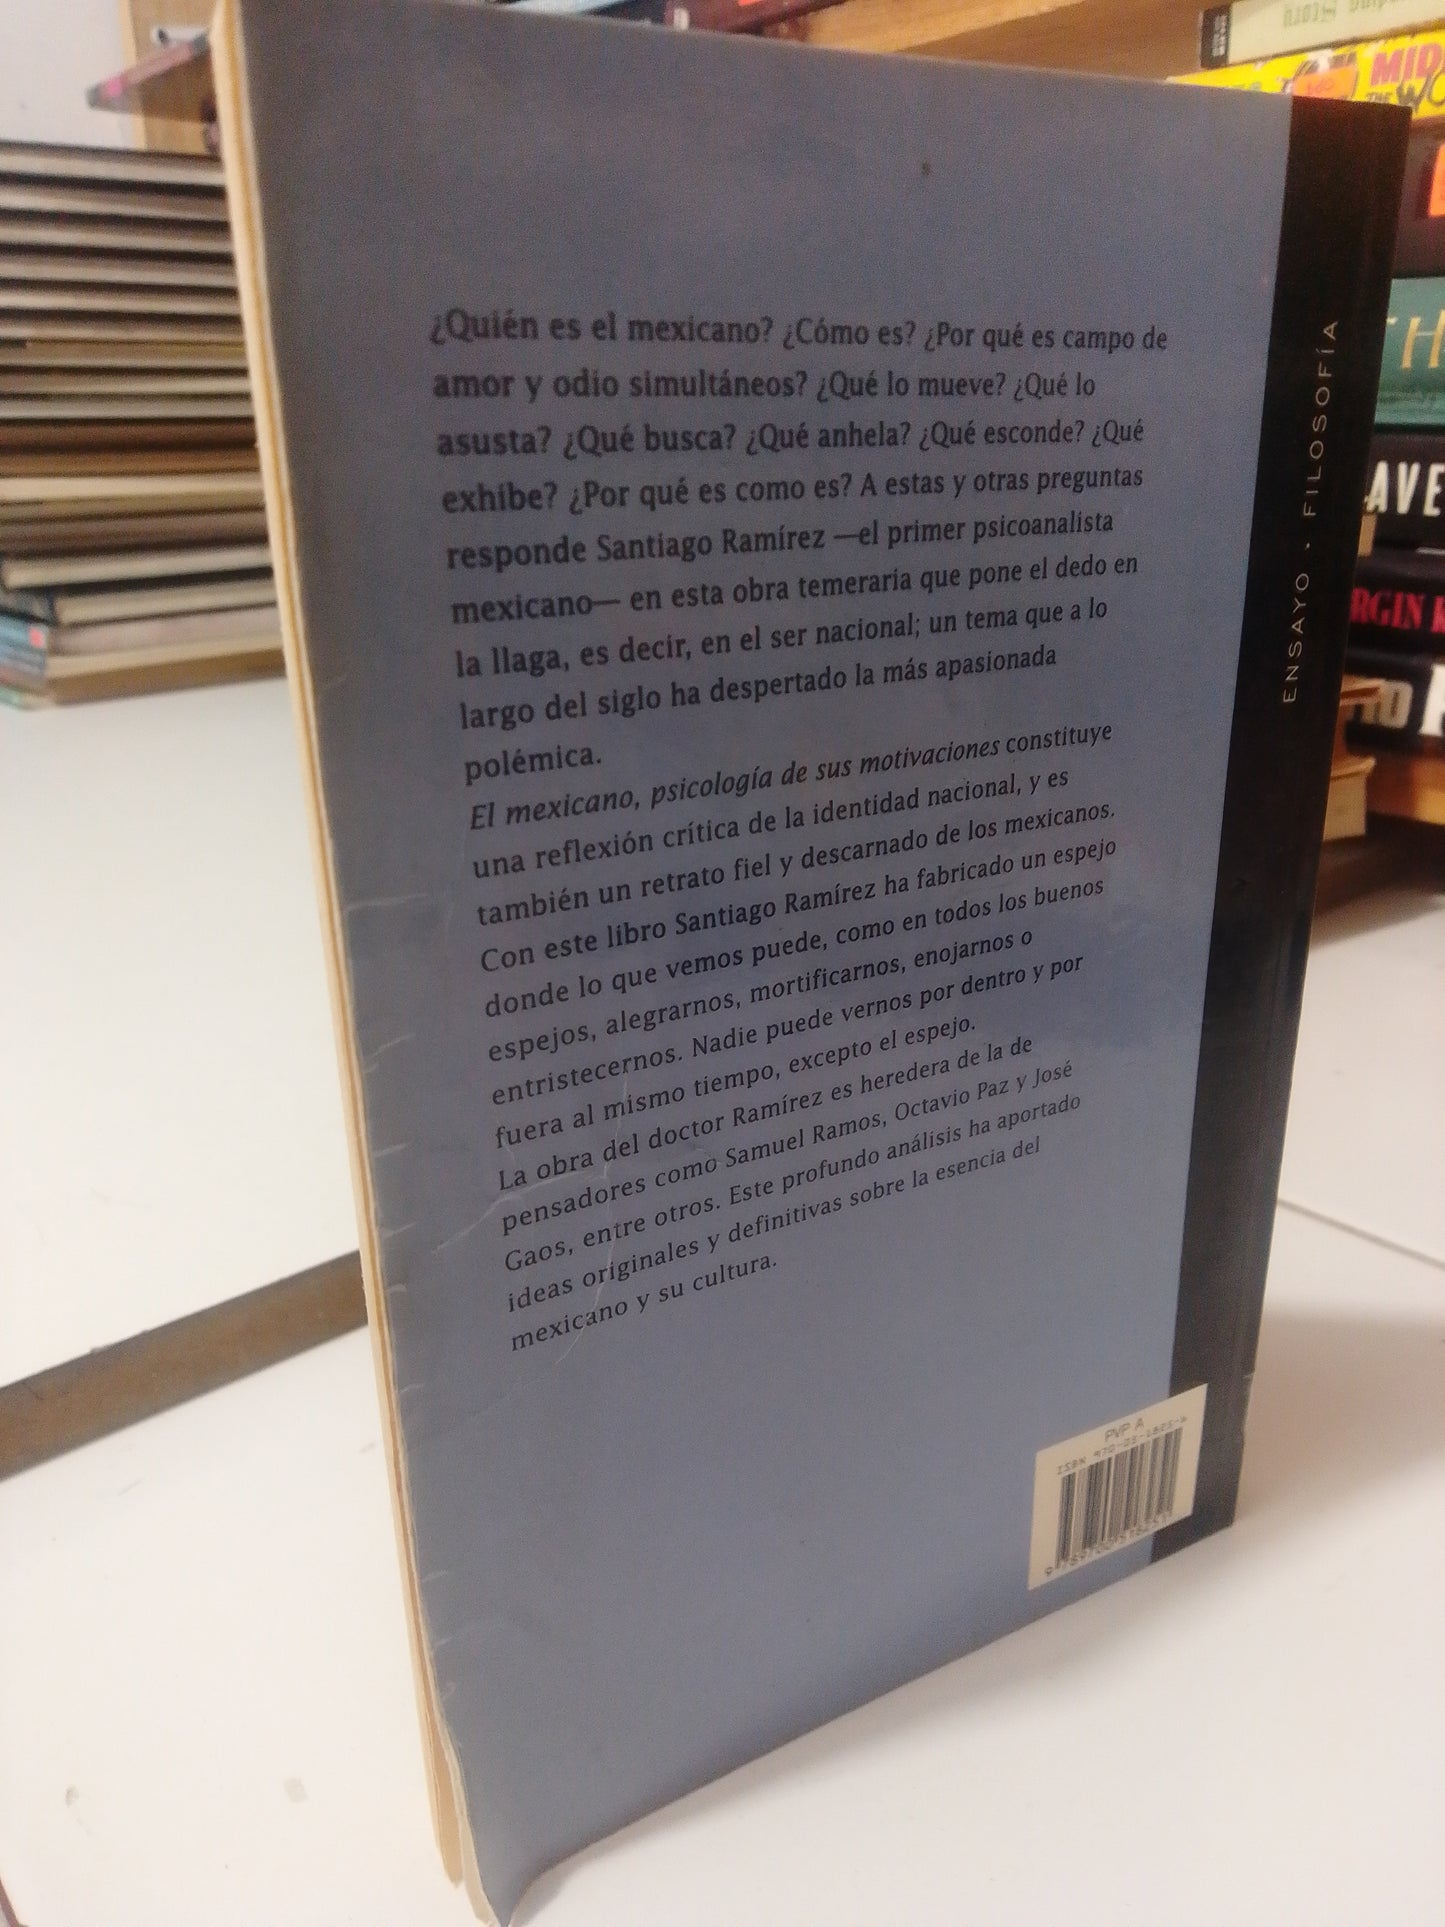 ¿Quién es el mexicano? ¿Cómo es? ¿Por qué es campo de
amor y odio simultáneos? ¿Qué lo mueve? ¿Qué lo
asusta? ¿Qué busca? ¿Qué anhela? ¿Qué esconde? ¿Qué
exhibe? ¿Por qué es como es? A estas y otras preguntas
responde Santiago Ramírez —el primer psicoanalista
mexicano— en esta obra temeraria que pone el dedo en
la llaga, es decir, en el ser nacional; un tema que a lo
largo del siglo ha despertado la más apasionada
polémica.
El mexicano, psicología de sus motivaciones constituye
una reflexión crítica de la identidad nacional, y es
también un retrato fiel y descarnado de los mexicanos.
Con este libro Santiago Ramírez ha fabricado un espejo
donde lo que vemos puede, como en todos los buenos
espejos, alegrarnos, mortificarnos, enojarnos o
entristecernos. Nadie puede vernos por dentro y por
fuera al mismo tiempo, excepto el espejo.
La obra del doctor Ramírez es heredera de la de
pensadores como Samuel Ramos, Octavio Paz y José
Gaos, entre otros. Este profundo análisis ha aportado
ideas originales y definitivas sobre la esencia del
mexicano y su cultura.
ENSAYO · FILOSOFÍA
PVP A
ISBN
MID
THE
AVE